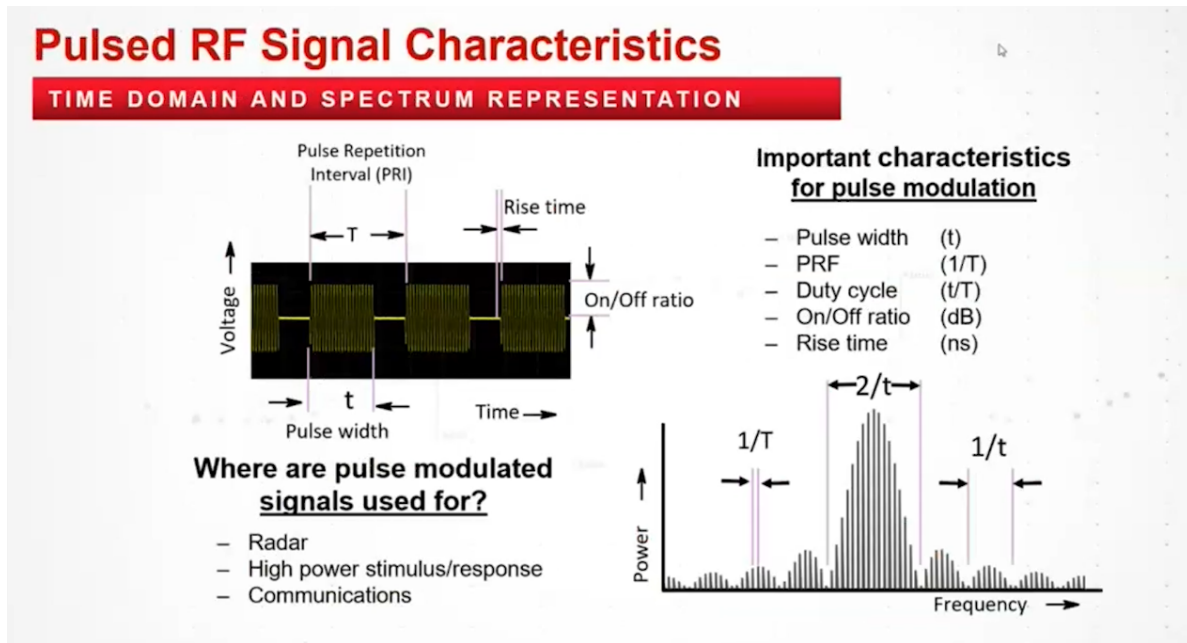 Pulsed RF Signal Characteristics
TIME DOMAIN AND SPECTRUM REPRESENTATION
Pulse Repetition
Interval (PRI)
Rise time
T
On/Off ratio
Voltage
t
Time
Pulse width
Where are pulse modulated
signals used for?
– Radar
– High power stimulus/response
– Communications
Important characteristics
for pulse modulation
– Pulse width (t)
– PRF (1/T)
– Duty cycle (t/T)
– On/Off ratio (dB)
– Rise time (ns)
2/t
1/T
1/t
Power
Frequency